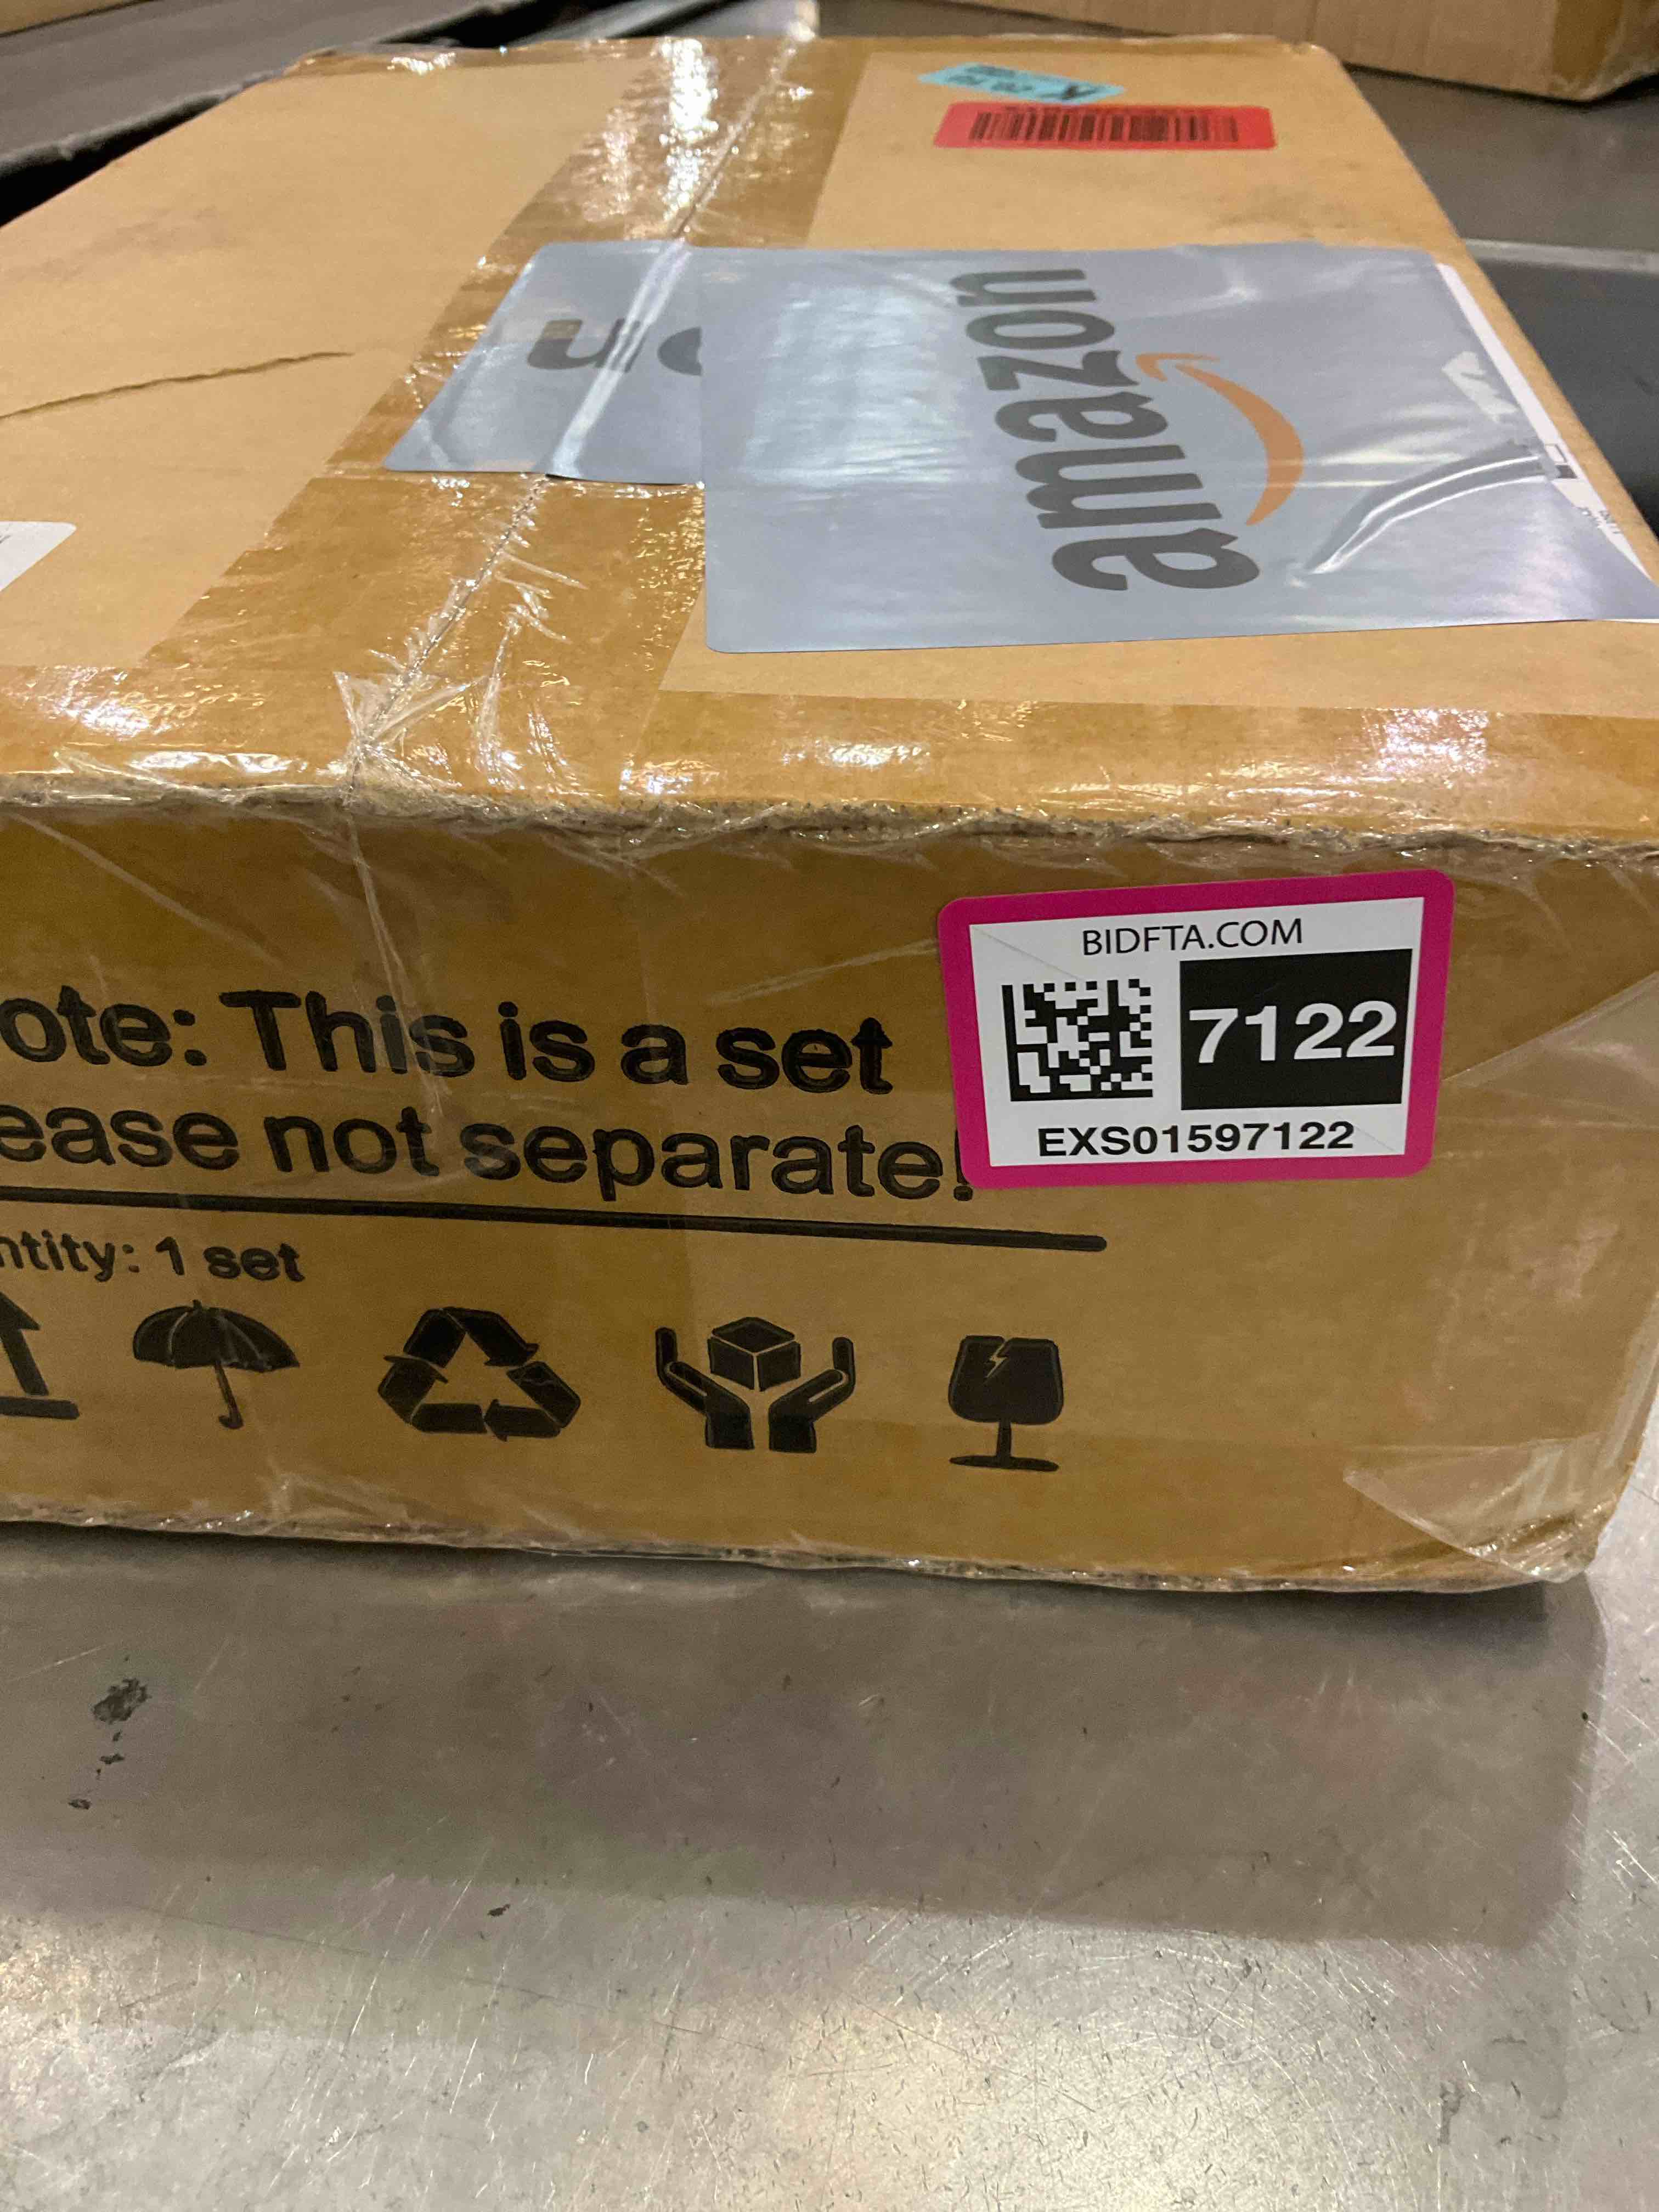 amazon
BIDFTA.COM
7122
EXS01597122
ote: This is a set
ease not separate!
ntity: 1 set